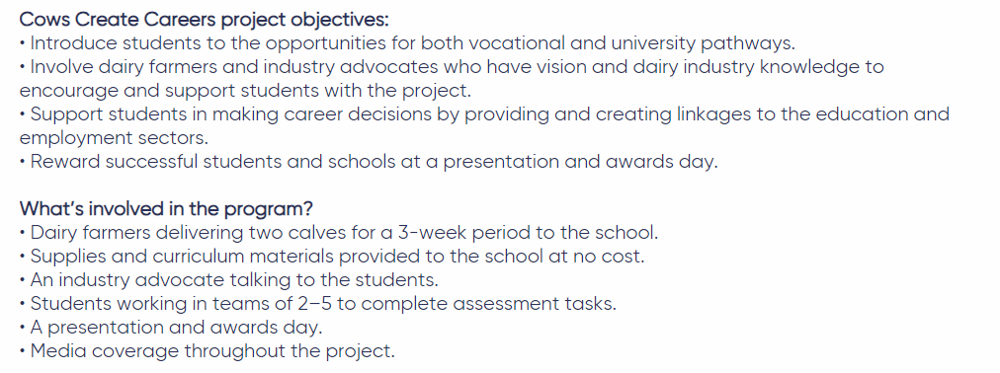 Cows Create Careers project objectives:
• Introduce students to the opportunities for both vocational and university pathways.
• Involve dairy farmers and industry advocates who have vision and dairy industry knowledge to
encourage and support students with the project.
• Support students in making career decisions by providing and creating linkages to the education and
employment sectors.
• Reward successful students and schools at a presentation and awards day.
What's involved in the program?
• Dairy farmers delivering two calves for a 3-week period to the school.
• Supplies and curriculum materials provided to the school at no cost.
• An industry advocate talking to the students.
• Students working in teams of 2–5 to complete assessment tasks.
• A presentation and awards day.
• Media coverage throughout the project.